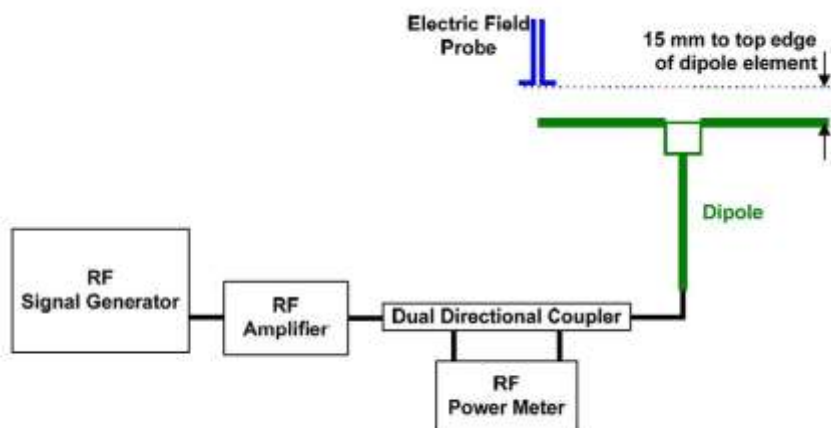 Electric Field
Probe
15 mm to top edge
of dipole element
Dipole
RF
Signal Generator
RF
Amplifier
Dual Directional Coupler
RF
Power Meter